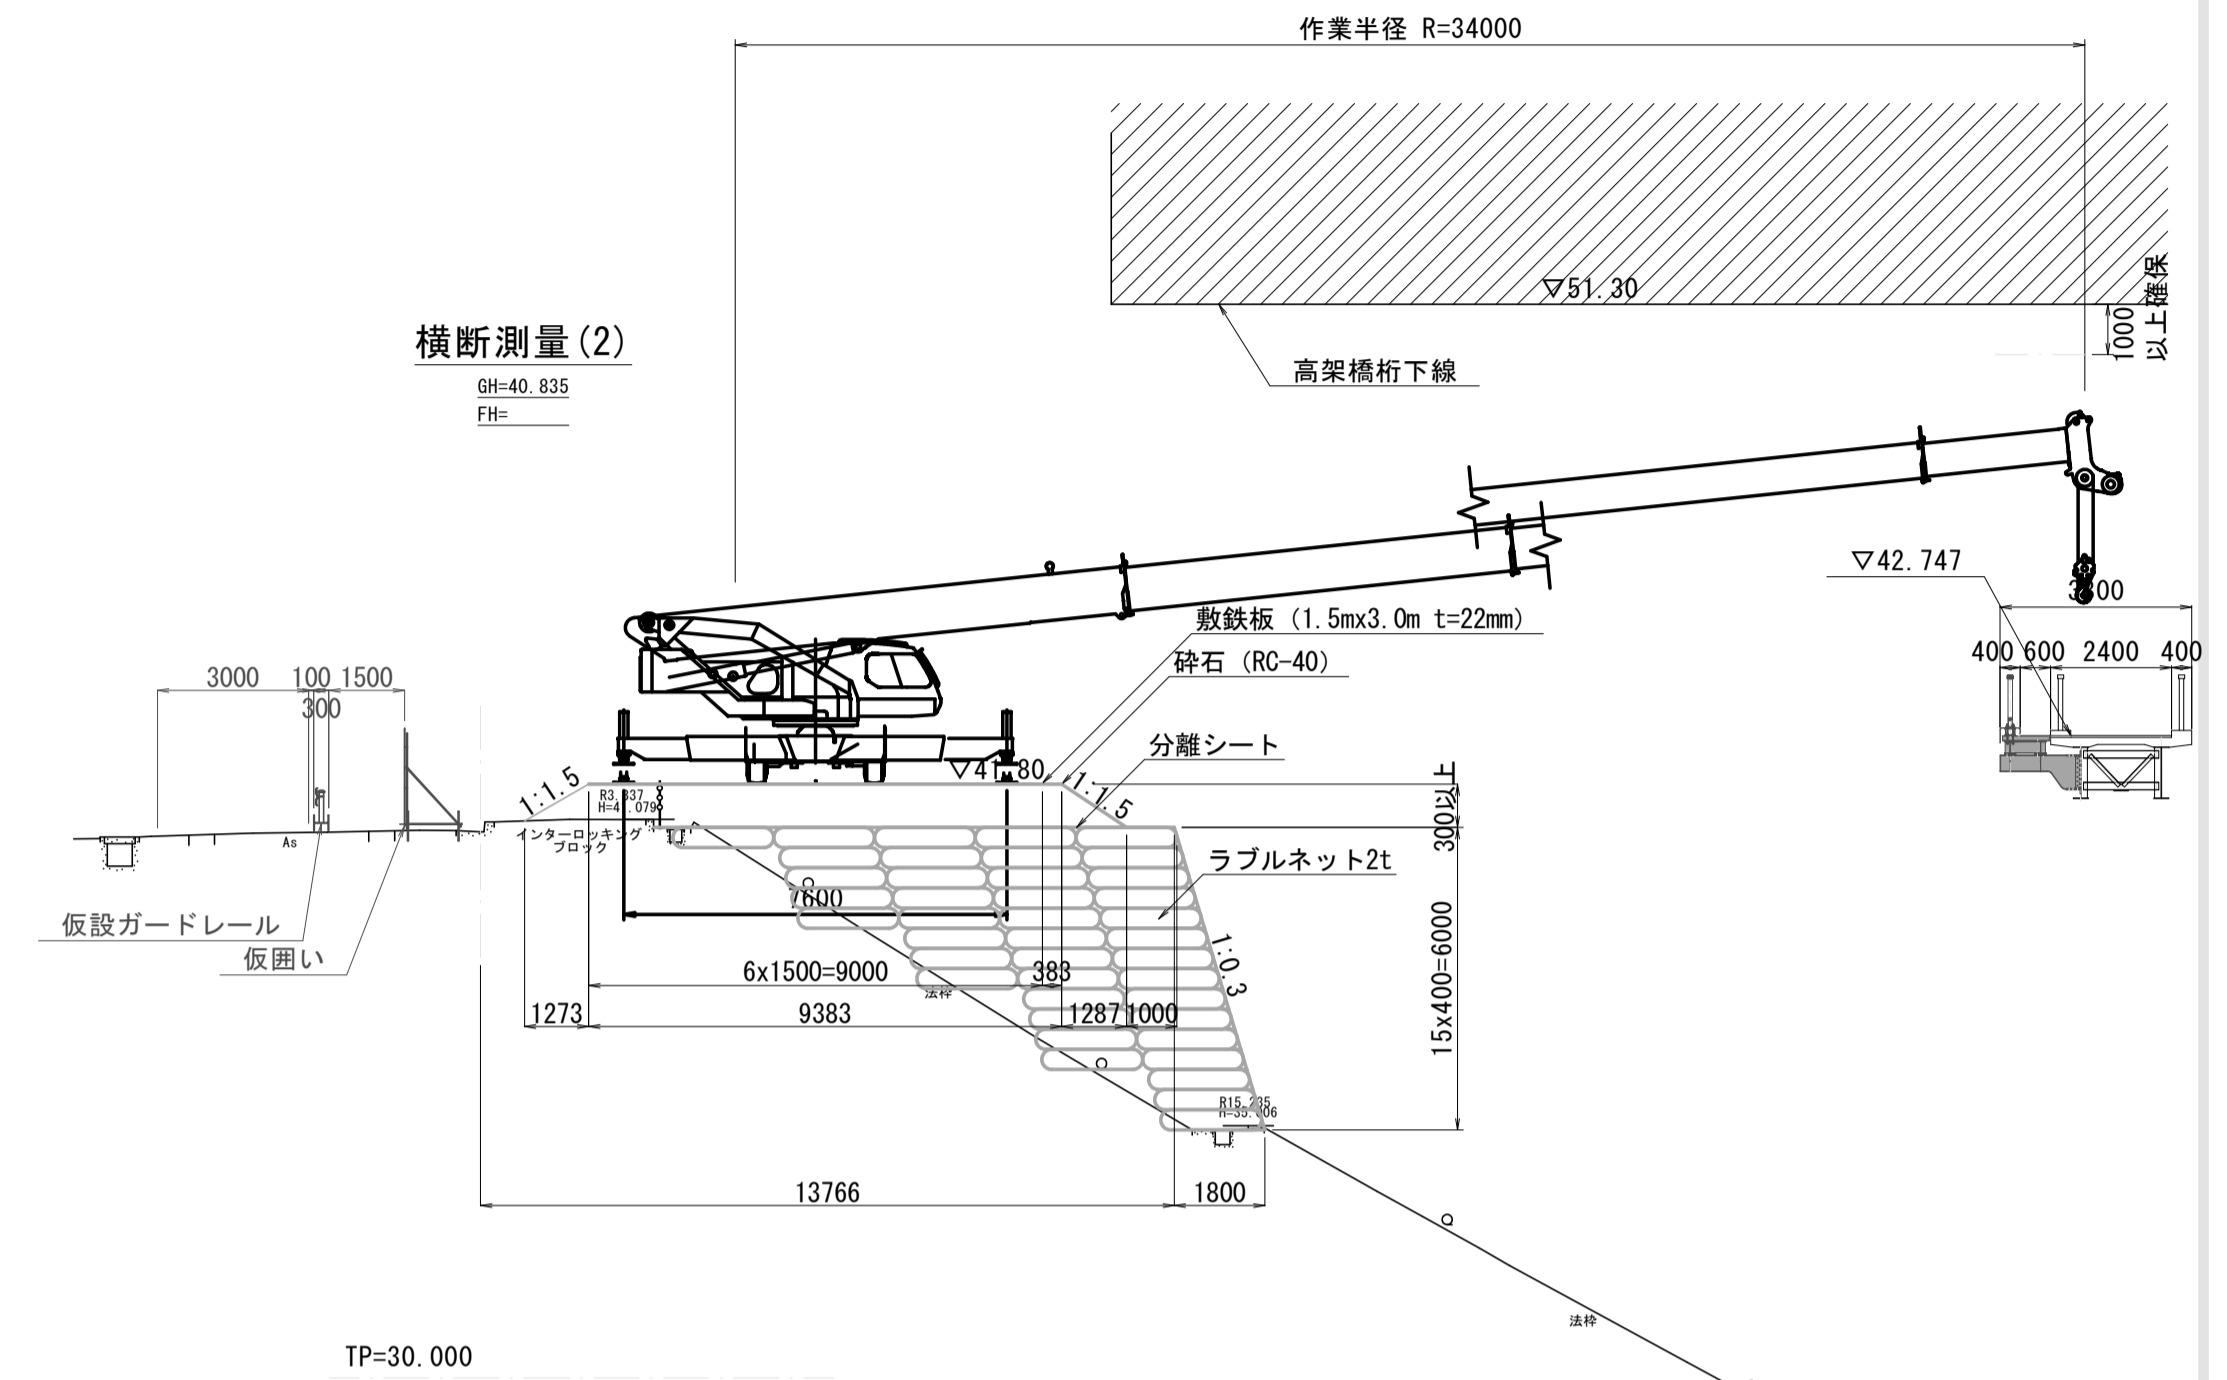 作業半径 R=34000
▽51.30
1000
以上確保
高架橋桁下線
横断測量(2)
GH=40.835
FH=
▽42.747
敷鉄板 (1.5mx3.0m t=22mm)
砕石 (RC-40)
400 600 2400 400
3000 100 1500
300
分離シート
1:1.5
1:1.5
300以上
インターロッキング
ブロック
As
ラブルネット2t
7600
仮設ガードレール
仮囲い
1:0.3
15x400=6000
6x1500=9000
383
法枠
1273
9383
1287
1000
13766
1800
法枠
TP=30.000